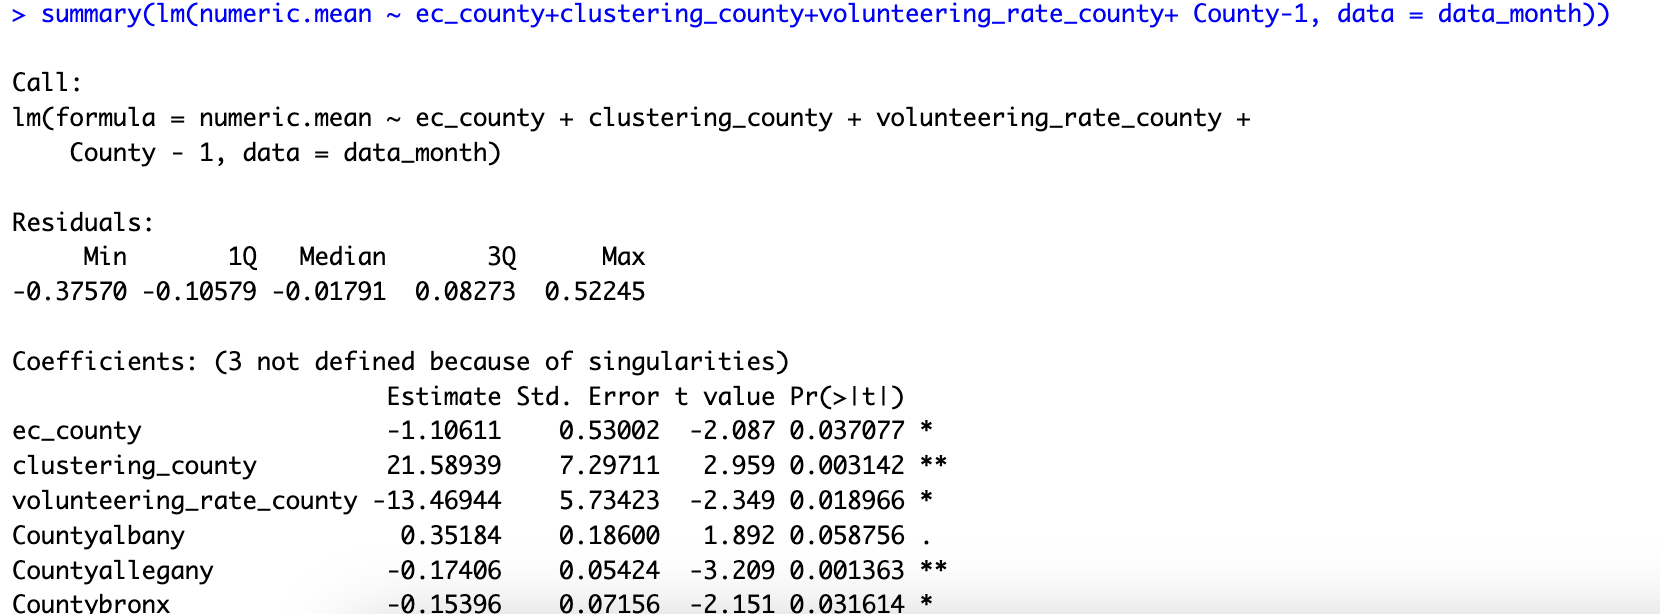 > summary(lm(numeric.mean ~ ec_county+clustering_county+volunteering_rate_county+ County-1, data = data_month))
Call:
lm(formula = numeric.mean ~ ec_county + clustering_county + volunteering_rate_county +
    County - 1, data = data_month)
Residuals:
     Min       1Q   Median       3Q      Max
-0.37570 -0.10579 -0.01791  0.08273  0.52245
Coefficients: (3 not defined because of singularities)
                          Estimate Std. Error t value Pr(>|t|)
ec_county                 -1.10611    0.53002  -2.087 0.037077 *
clustering_county         21.58939    7.29711   2.959 0.003142 **
volunteering_rate_county -13.46944    5.73423  -2.349 0.018966 *
Countyalbany               0.35184    0.18600   1.892 0.058756 .
Countyallegany            -0.17406    0.05424  -3.209 0.001363 **
Countybronx               -0.15396    0.07156  -2.151 0.031614 *